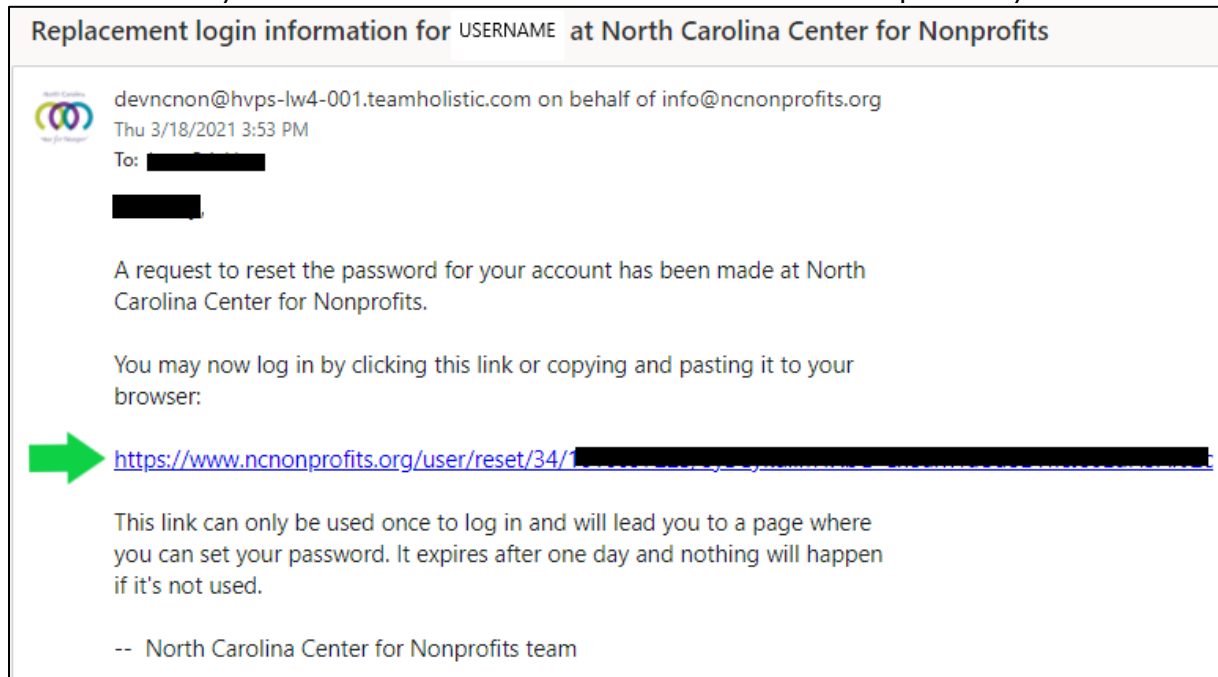 Replacement login information for USERNAME at North Carolina Center for Nonprofits
devncnon@hvps-lw4-001.teamholistic.com on behalf of info@ncnonprofits.org
Thu 3/18/2021 3:53 PM
To:
,
A request to reset the password for your account has been made at North
Carolina Center for Nonprofits.
You may now log in by clicking this link or copying and pasting it to your
browser:
https://www.ncnonprofits.org/user/reset/34/
This link can only be used once to log in and will lead you to a page where
you can set your password. It expires after one day and nothing will happen
if it's not used.
-- North Carolina Center for Nonprofits team